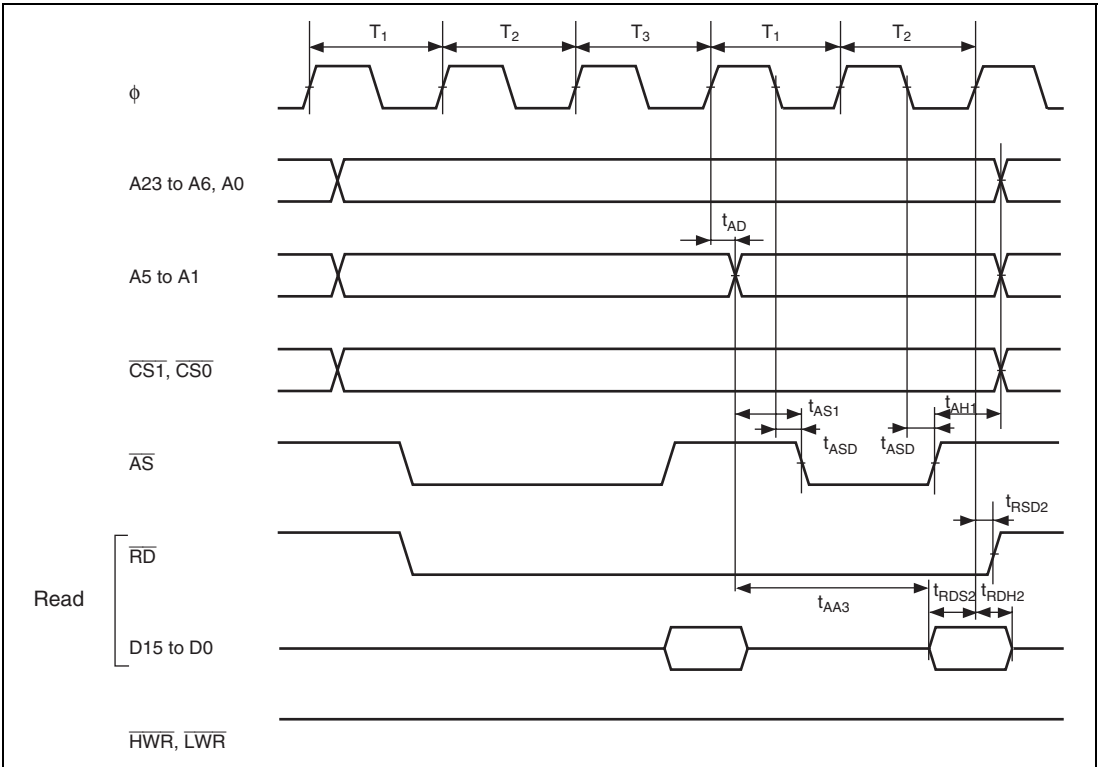 T1 T2 T3 T1 T2
φ
A23 to A6, A0
tAD
A5 to A1
CS1, CS0
tAS1 tAH1
tASD tASD
AS
tRSD2
RD
Read
tAA3 tRDS2 tRDH2
D15 to D0
HWR, LWR